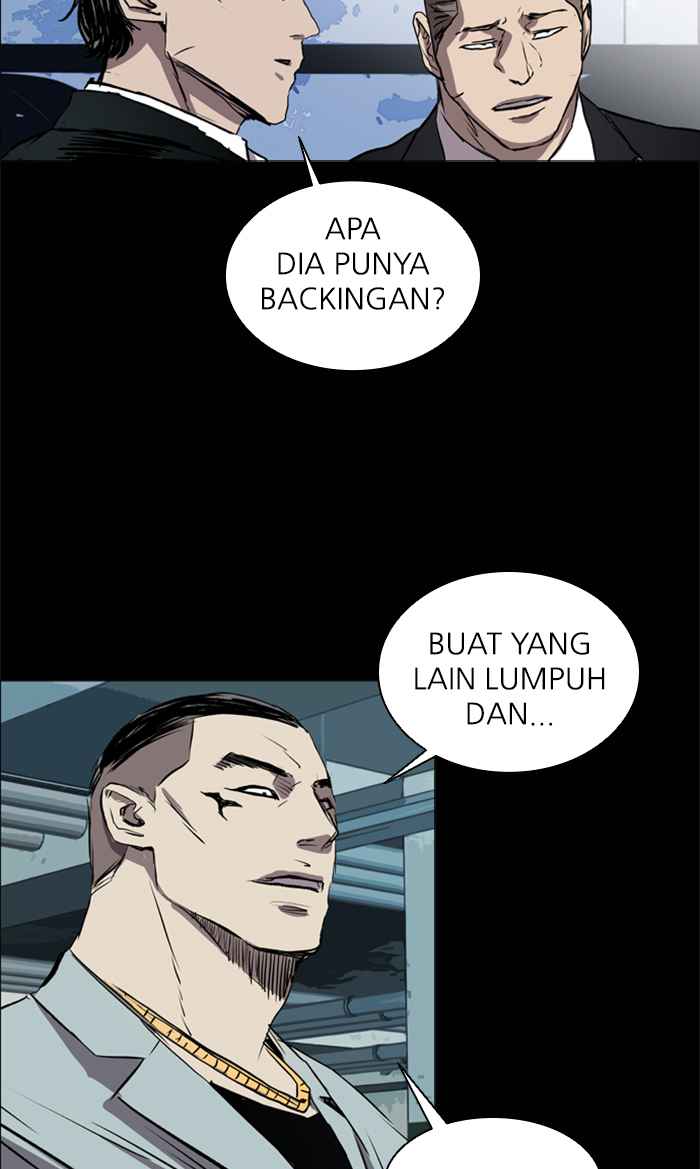 APA
DIA PUNYA
BACKINGAN?
BUAT YANG
LAIN LUMPUH
DAN...